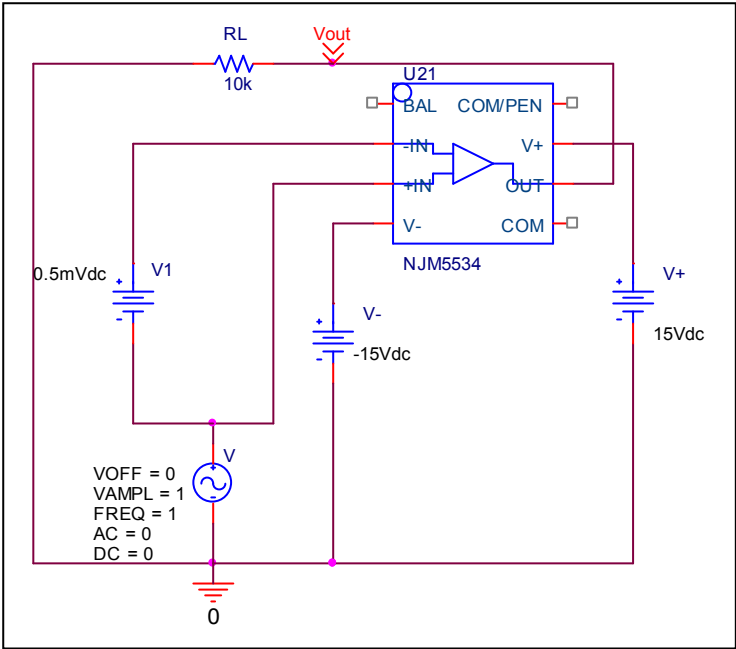 RL
10k
Vout
U21
BAL
COM/PEN
-IN
V+
+IN
OUT
V-
COM
NJM5534
0.5mVdc
V1
+
-
V-
+
-
-15Vdc
V+
+
-
15Vdc
V
+
-
VOFF = 0
VAMPL = 1
FREQ = 1
AC = 0
DC = 0
0